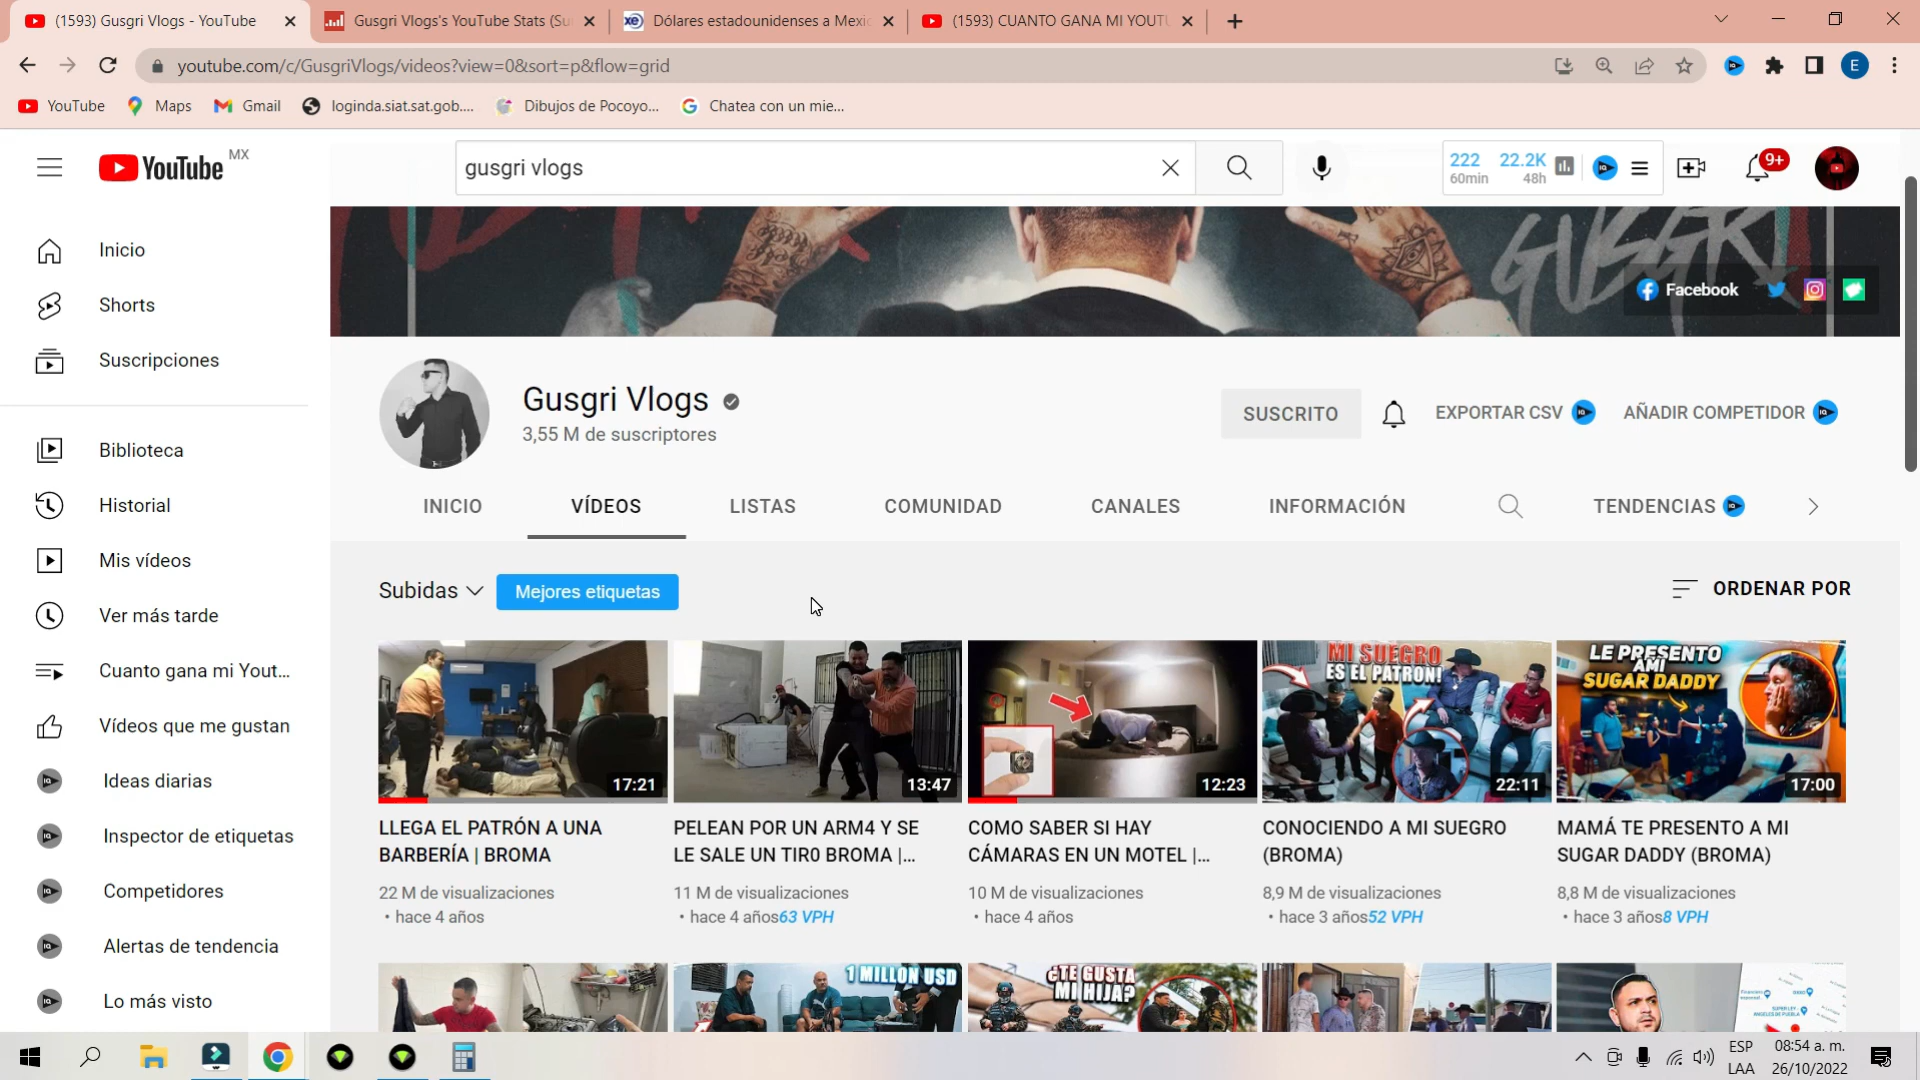 (1593) Gusgri Vlogs - YouTube
Gusgri Vlogs's YouTube Stats (Su
Dólares estadounidenses a Mexic
(1593) CUANTO GANA MI YOUTU
youtube.com/c/GusgriVlogs/videos?view=0&sort=p&flow=grid
E
YouTube
Maps
Gmail
loginda.siat.sat.gob....
Dibujos de Pocoyo...
Chatea con un mie...
YouTube MX
gusgri vlogs
222 22.2K
60min 48h
9+
GUSGRI
Facebook
Inicio
Shorts
Suscripciones
Biblioteca
Historial
Mis vídeos
Ver más tarde
Cuanto gana mi Yout...
Vídeos que me gustan
Ideas diarias
Inspector de etiquetas
Competidores
Alertas de tendencia
Lo más visto
Gusgri Vlogs
3,55 M de suscriptores
SUSCRITO
EXPORTAR CSV
AÑADIR COMPETIDOR
INICIO
VÍDEOS
LISTAS
COMUNIDAD
CANALES
INFORMACIÓN
TENDENCIAS
Subidas
Mejores etiquetas
ORDENAR POR
17:21
LLEGA EL PATRÓN A UNA
BARBERÍA | BROMA
22 M de visualizaciones
• hace 4 años
13:47
PELEAN POR UN ARM4 Y SE
LE SALE UN TIR0 BROMA |...
11 M de visualizaciones
• hace 4 años63 VPH
12:23
COMO SABER SI HAY
CÁMARAS EN UN MOTEL |...
10 M de visualizaciones
• hace 4 años
MI SUEGRO
ES EL PATRON!
22:11
CONOCIENDO A MI SUEGRO
(BROMA)
8,9 M de visualizaciones
• hace 3 años52 VPH
LE PRESENTO
AMI
SUGAR DADDY
17:00
MAMÁ TE PRESENTO A MI
SUGAR DADDY (BROMA)
8,8 M de visualizaciones
• hace 3 años8 VPH
1 MILLON USD
¿TE GUSTA
MI HIJA?
ESP
LAA
08:54 a. m.
26/10/2022